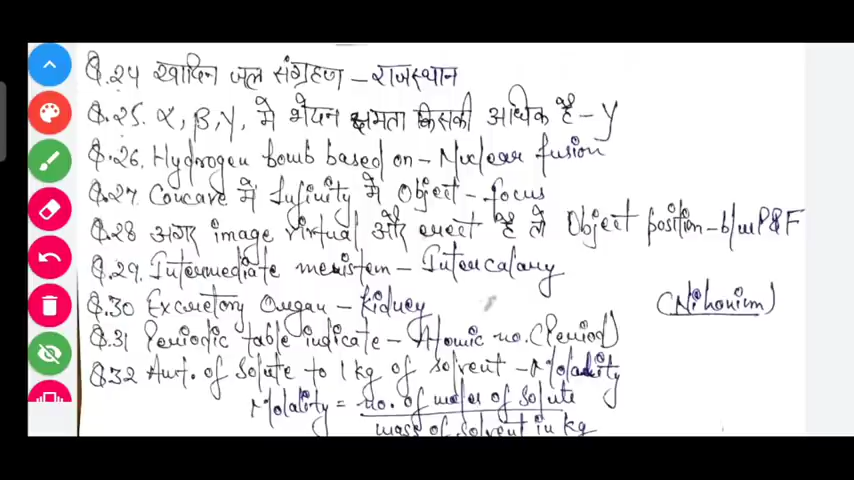 Q.24 खादिन जल संग्रहण - राजस्थान
Q.25. α, β, γ, मे भेदन क्षमता किसकी अधिक है - γ
Q.26. Hydrogen bomb based on - Nuclear fusion
Q.27. Concave में Infinity में Object - focus
Q.28 अगर image virtual और erect है तो Object position - b/w P&F
Q.29. Intermediate meristem - Intercalary
Q.30 Excretory Organ - kidney
(Nihonium)
Q.31 Periodic table indicate - Atomic no. (Period)
Q.32 Amt. of solute to 1 kg of solvent - Molality
Molality = no. of moles of solute
mass of solvent in kg